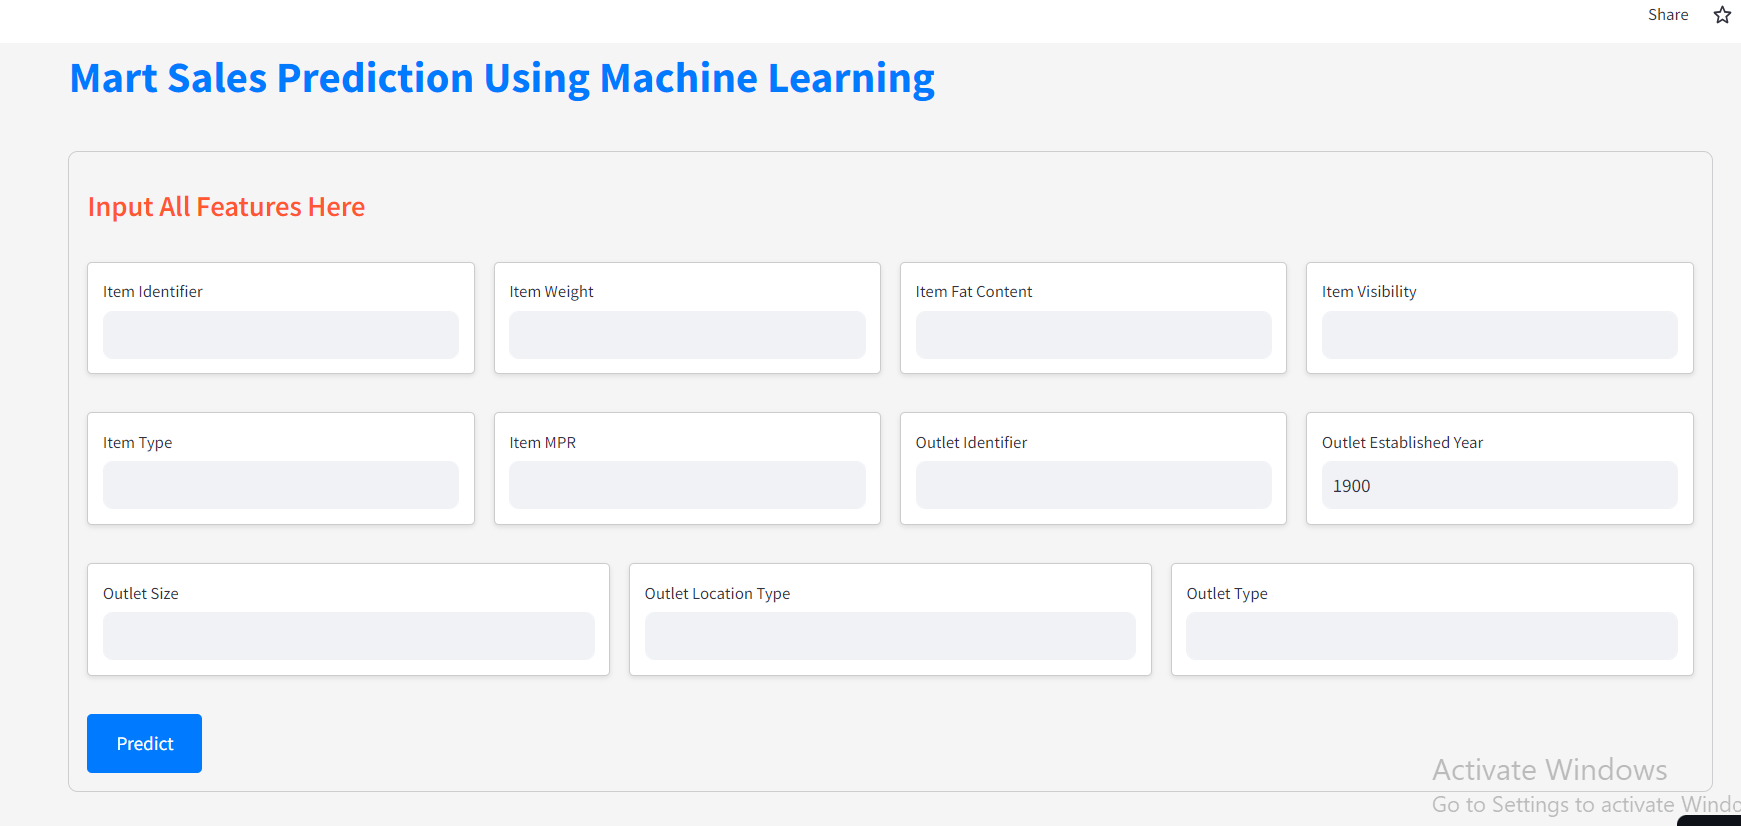 Share
Mart Sales Prediction Using Machine Learning
Input All Features Here
Item Identifier
Item Weight
Item Fat Content
Item Visibility
Item Type
Item MPR
Outlet Identifier
Outlet Established Year
1900
Outlet Size
Outlet Location Type
Outlet Type
Predict
Activate Windows
Go to Settings to activate Windo